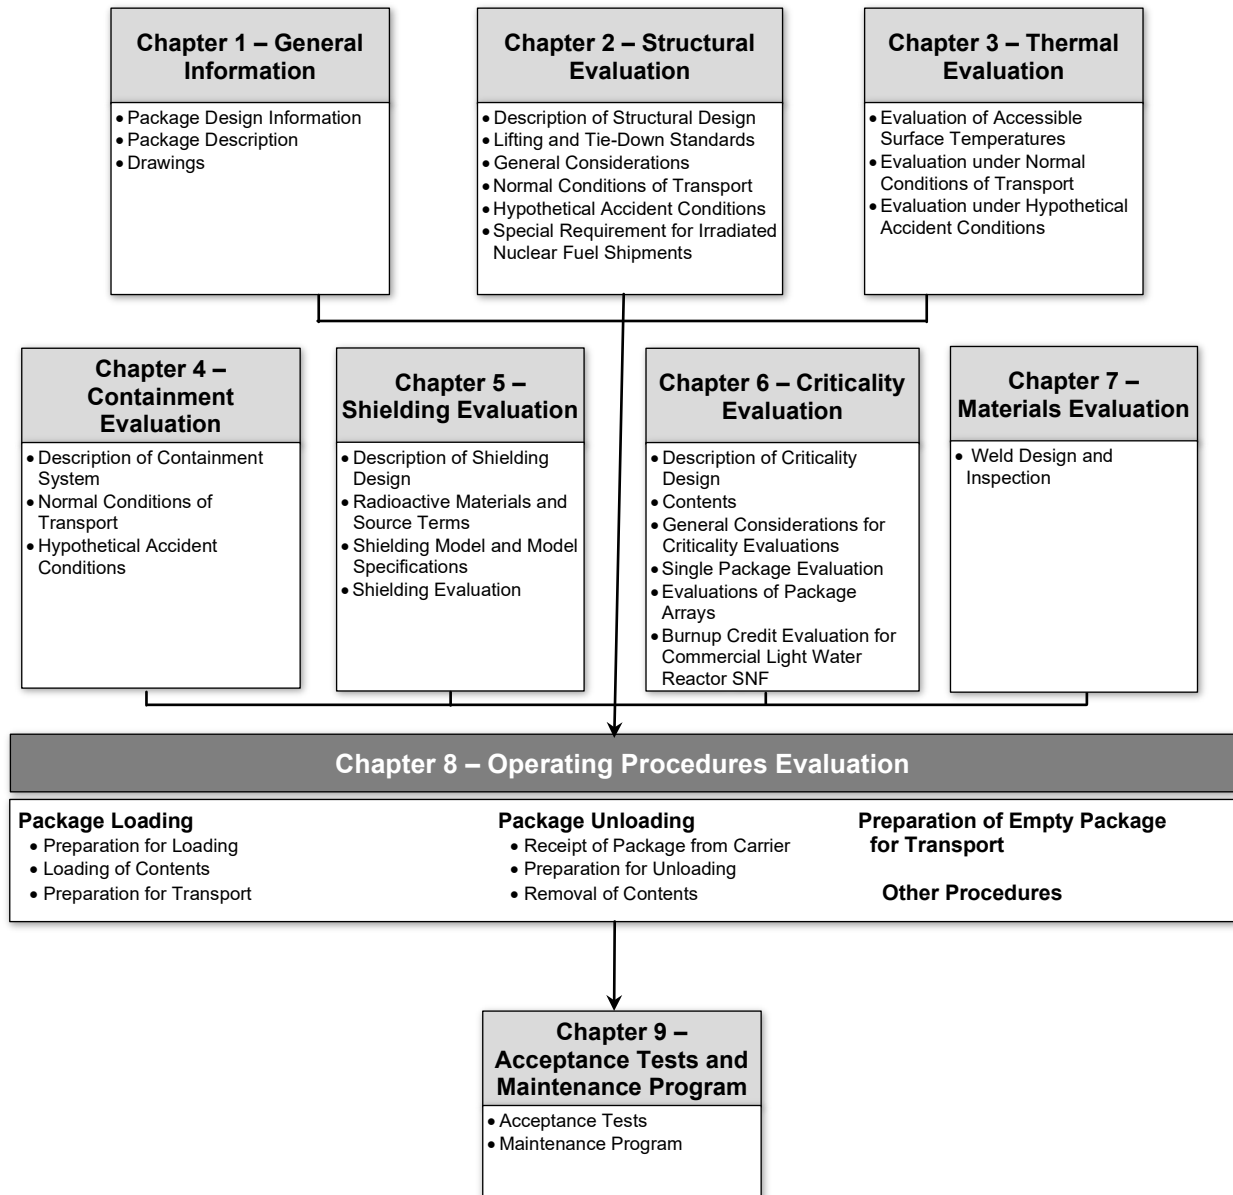 Chapter 1 – General
Information
• Package Design Information
• Package Description
• Drawings
Chapter 2 – Structural
Evaluation
• Description of Structural Design
• Lifting and Tie-Down Standards
• General Considerations
• Normal Conditions of Transport
• Hypothetical Accident Conditions
• Special Requirement for Irradiated
Nuclear Fuel Shipments
Chapter 3 – Thermal
Evaluation
• Evaluation of Accessible
Surface Temperatures
• Evaluation under Normal
Conditions of Transport
• Evaluation under Hypothetical
Accident Conditions
Chapter 4 –
Containment
Evaluation
• Description of Containment
System
• Normal Conditions of
Transport
• Hypothetical Accident
Conditions
Chapter 5 –
Shielding Evaluation
• Description of Shielding
Design
• Radioactive Materials and
Source Terms
• Shielding Model and Model
Specifications
• Shielding Evaluation
Chapter 6 – Criticality
Evaluation
• Description of Criticality
Design
• Contents
• General Considerations for
Criticality Evaluations
• Single Package Evaluation
• Evaluations of Package
Arrays
• Burnup Credit Evaluation for
Commercial Light Water
Reactor SNF
Chapter 7 –
Materials Evaluation
• Weld Design and
Inspection
Chapter 8 – Operating Procedures Evaluation
Package Loading
• Preparation for Loading
• Loading of Contents
• Preparation for Transport
Package Unloading
• Receipt of Package from Carrier
• Preparation for Unloading
• Removal of Contents
Preparation of Empty Package
for Transport
Other Procedures
Chapter 9 –
Acceptance Tests and
Maintenance Program
• Acceptance Tests
• Maintenance Program